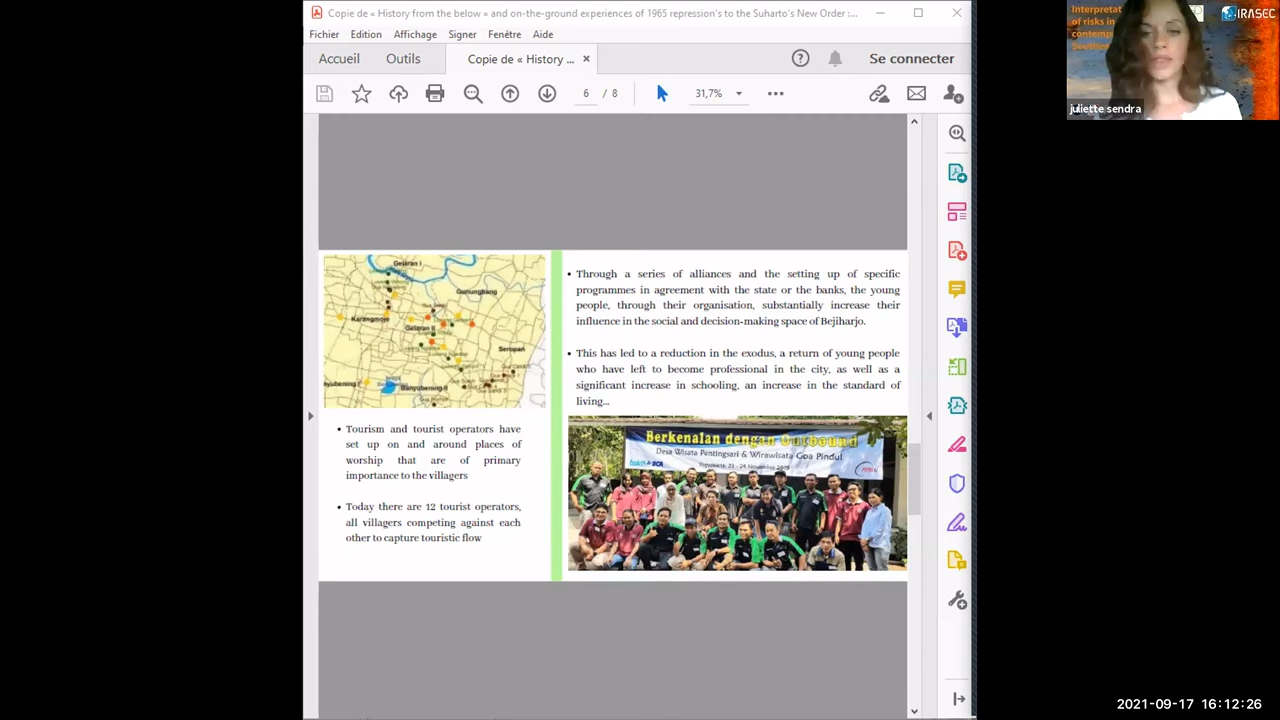 Copie de « History from the below » and on-the-ground experiences of 1965 repression's to the Suharto's New Order :...
Fichier Edition Affichage Signer Fenêtre Aide
Accueil Outils Copie de « History ... × Se connecter
6 / 8 31,7%
Interpretat
of risks in
contemp
Southea
IRASEC
juliette sendra
Gelaran I
Gunungbang
Karangmojo
Gelaran II
Seropan
Banyubening II
• Tourism and tourist operators have
set up on and around places of
worship that are of primary
importance to the villagers
• Today there are 12 tourist operators,
all villagers competing against each
other to capture touristic flow
• Through a series of alliances and the setting up of specific
programmes in agreement with the state or the banks, the young
people, through their organisation, substantially increase their
influence in the social and decision-making space of Bejiharjo.
• This has led to a reduction in the exodus, a return of young people
who have left to become professional in the city, as well as a
significant increase in schooling, an increase in the standard of
living...
Berkenalan dengan Outbound
Desa Wisata Pentingsari & Wirawisata Goa Pindul
BCA
2021-09-17 16:12:26